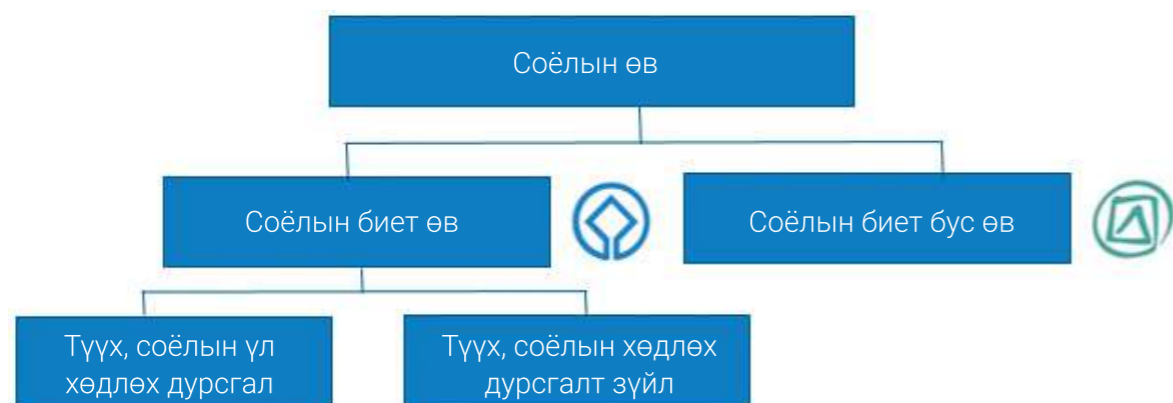 Соёлын өв
Соёлын биет өв
Соёлын биет бус өв
Түүх, соёлын үл
хөдлөх дурсгал
Түүх, соёлын хөдлөх
дурсгалт зүйл